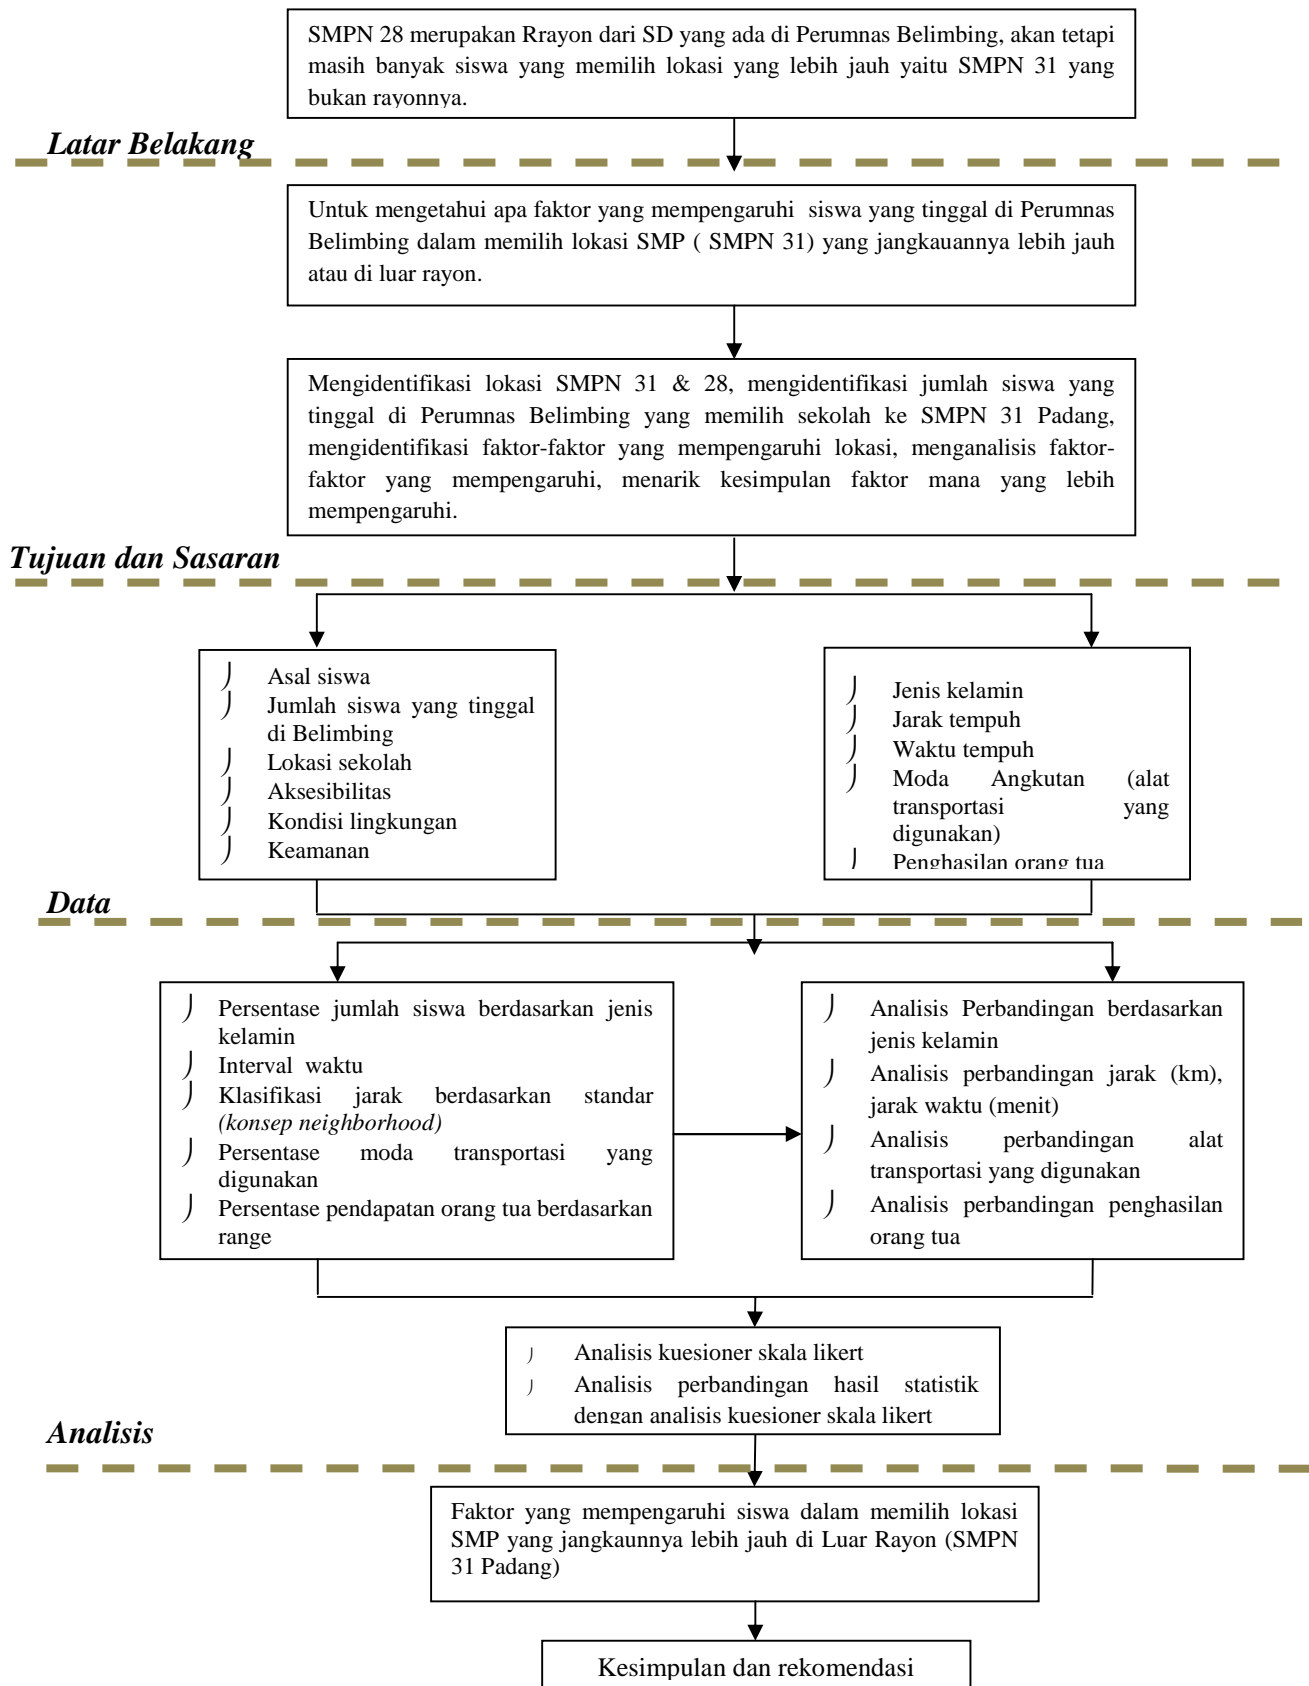 SMPN 28 merupakan Rrayon dari SD yang ada di Perumnas Belimbing, akan tetapi
masih banyak siswa yang memilih lokasi yang lebih jauh yaitu SMPN 31 yang
bukan rayonnya.
Latar Belakang
Untuk mengetahui apa faktor yang mempengaruhi siswa yang tinggal di Perumnas
Belimbing dalam memilih lokasi SMP ( SMPN 31) yang jangkauannya lebih jauh
atau di luar rayon.
Mengidentifikasi lokasi SMPN 31 & 28, mengidentifikasi jumlah siswa yang
tinggal di Perumnas Belimbing yang memilih sekolah ke SMPN 31 Padang,
mengidentifikasi faktor-faktor yang mempengaruhi lokasi, menganalisis faktor-
faktor yang mempengaruhi, menarik kesimpulan faktor mana yang lebih
mempengaruhi.
Tujuan dan Sasaran
Asal siswa
Jumlah siswa yang tinggal
di Belimbing
Lokasi sekolah
Aksesibilitas
Kondisi lingkungan
Keamanan
Jenis kelamin
Jarak tempuh
Waktu tempuh
Moda Angkutan (alat
transportasi yang
digunakan)
Penghasilan orang tua
Data
Persentase jumlah siswa berdasarkan jenis
kelamin
Interval waktu
Klasifikasi jarak berdasarkan standar
(konsep neighborhood)
Persentase moda transportasi yang
digunakan
Persentase pendapatan orang tua berdasarkan
range
Analisis Perbandingan berdasarkan
jenis kelamin
Analisis perbandingan jarak (km),
jarak waktu (menit)
Analisis perbandingan alat
transportasi yang digunakan
Analisis perbandingan penghasilan
orang tua
Analisis kuesioner skala likert
Analisis perbandingan hasil statistik
dengan analisis kuesioner skala likert
Analisis
Faktor yang mempengaruhi siswa dalam memilih lokasi
SMP yang jangkaunnya lebih jauh di Luar Rayon (SMPN
31 Padang)
Kesimpulan dan rekomendasi